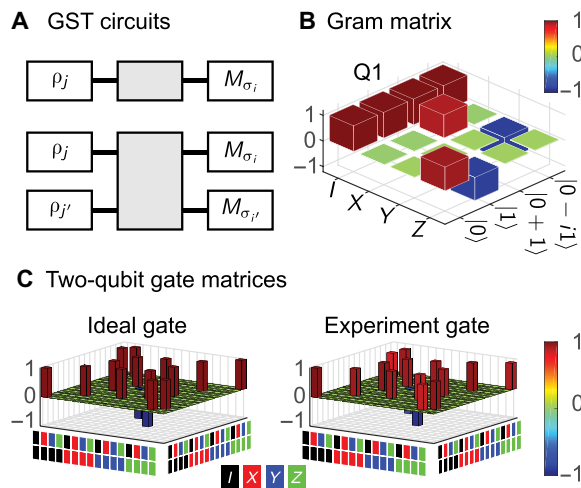 A GST circuits
ρj Mσi
ρj Mσi
ρj′ Mσi′
B Gram matrix
Q1
1
0
−1
I X Y Z
|0⟩ |1⟩ |0 + 1⟩ |0 − i1⟩
1
0
−1
C Two-qubit gate matrices
Ideal gate
1
0
−1
Experiment gate
1
0
−1
1
0
−1
I X Y Z